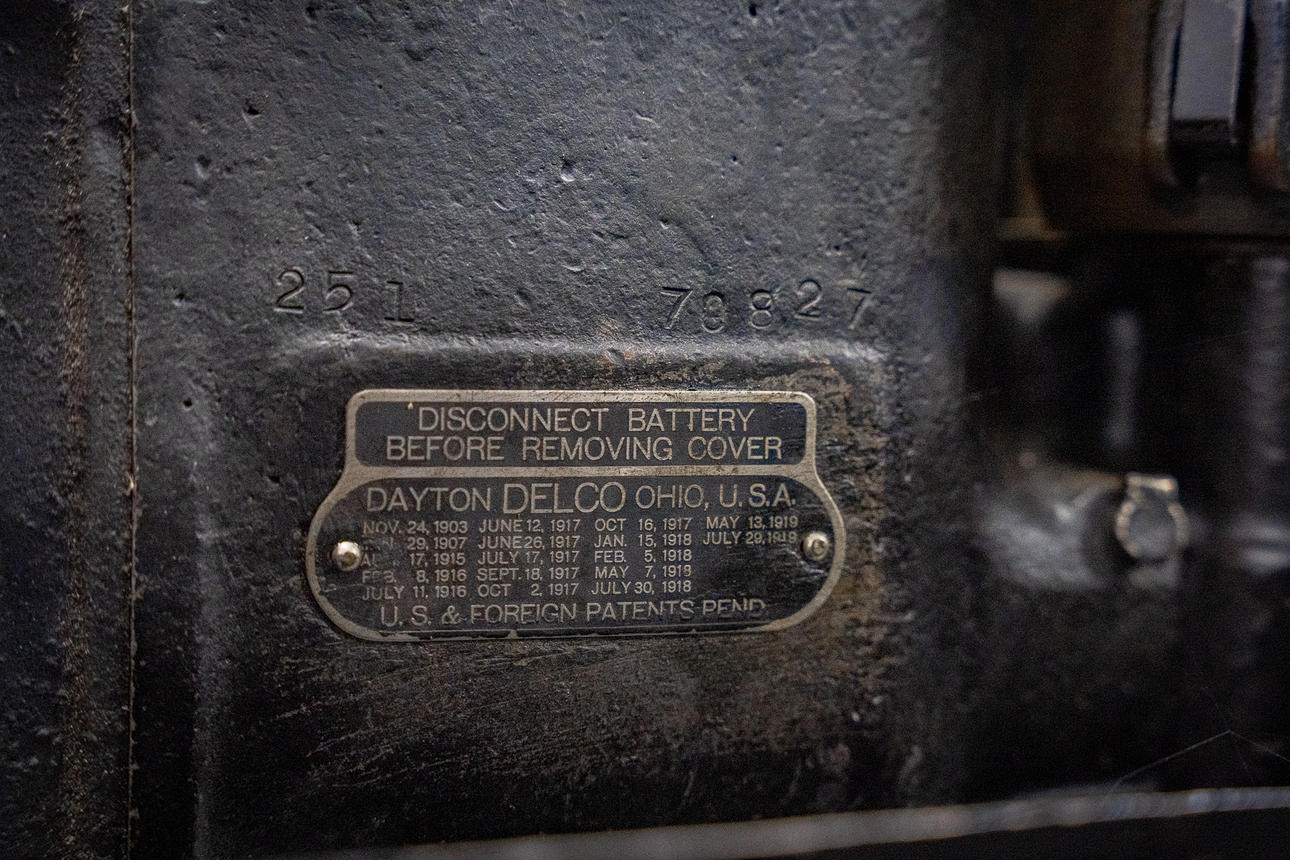 251 70827
DISCONNECT BATTERY
BEFORE REMOVING COVER
DAYTON DELCO OHIO, U.S.A.
NOV. 24, 1903 JUNE 12, 1917 OCT 16, 1917 MAY 13, 1919
29, 1907 JUNE 26, 1917 JAN. 15, 1918 JULY 29, 1919
17, 1915 JULY 17, 1917 FEB. 5, 1918
FEB. 8, 1916 SEPT. 18, 1917 MAY 7, 1918
JULY 11, 1916 OCT 2, 1917 JULY 30, 1918
U. S. & FOREIGN PATENTS PEND.